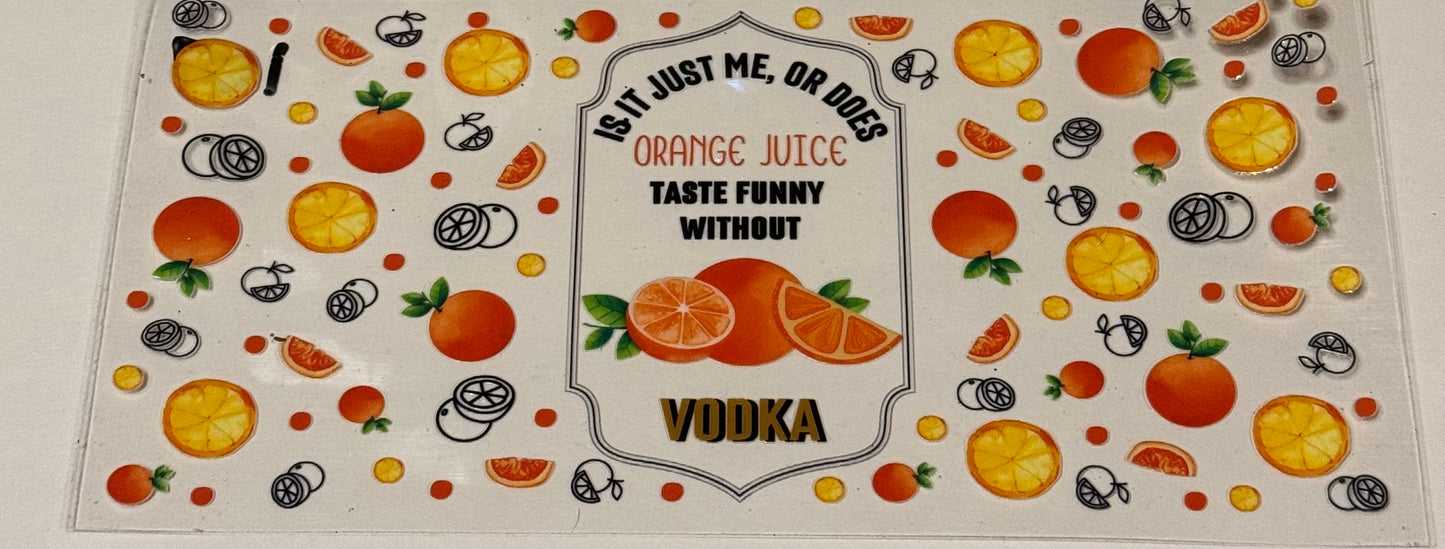 IS IT JUST ME, OR DOES
ORANGE JUICE
TASTE FUNNY
WITHOUT
VODKA